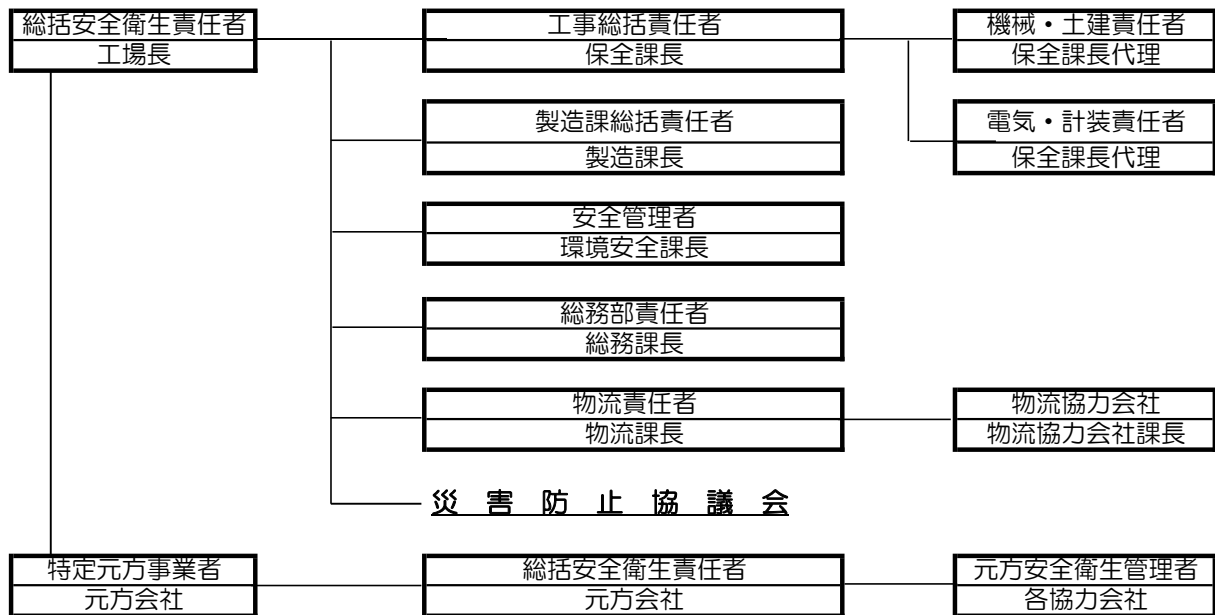 総括安全衛生責任者
工場長
工事総括責任者
保全課長
機械・土建責任者
保全課長代理
製造課総括責任者
製造課長
電気・計装責任者
保全課長代理
安全管理者
環境安全課長
総務部責任者
総務課長
物流責任者
物流課長
物流協力会社
物流協力会社課長
災害防止協議会
特定元方事業者
元方会社
総括安全衛生責任者
元方会社
元方安全衛生管理者
各協力会社